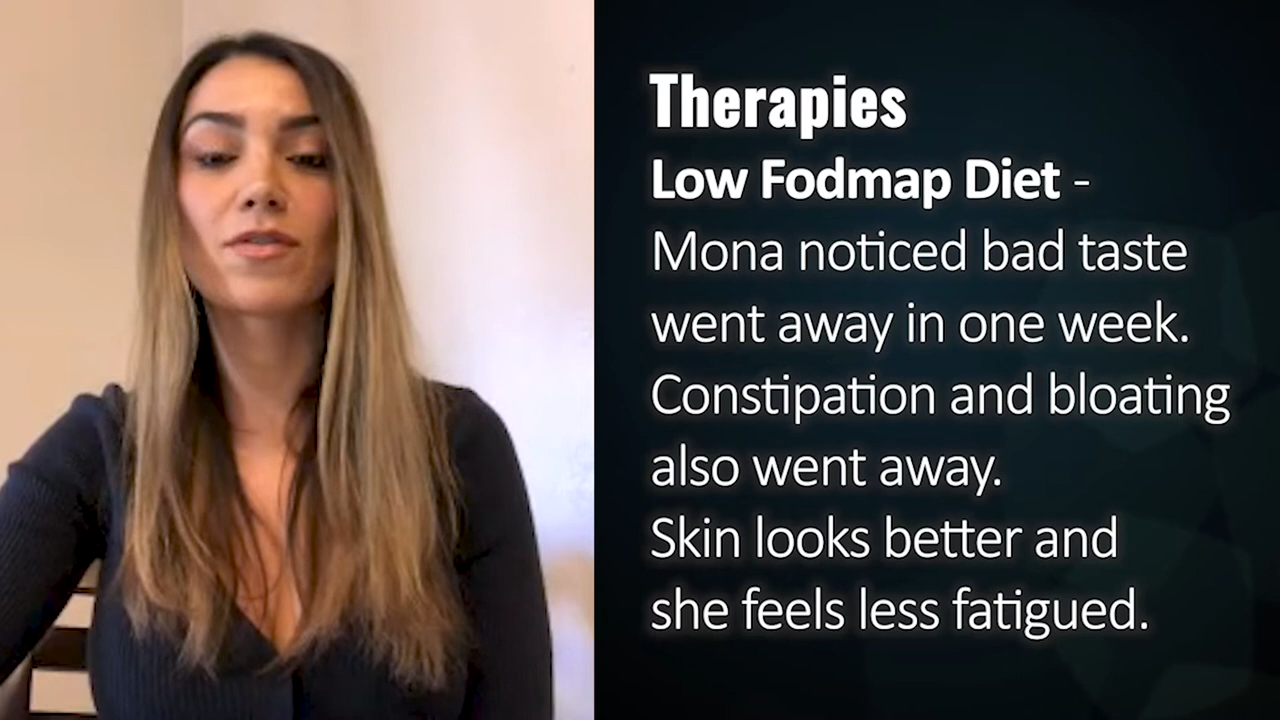 Therapies
Low Fodmap Diet -
Mona noticed bad taste
went away in one week.
Constipation and bloating
also went away.
Skin looks better and
she feels less fatigued.